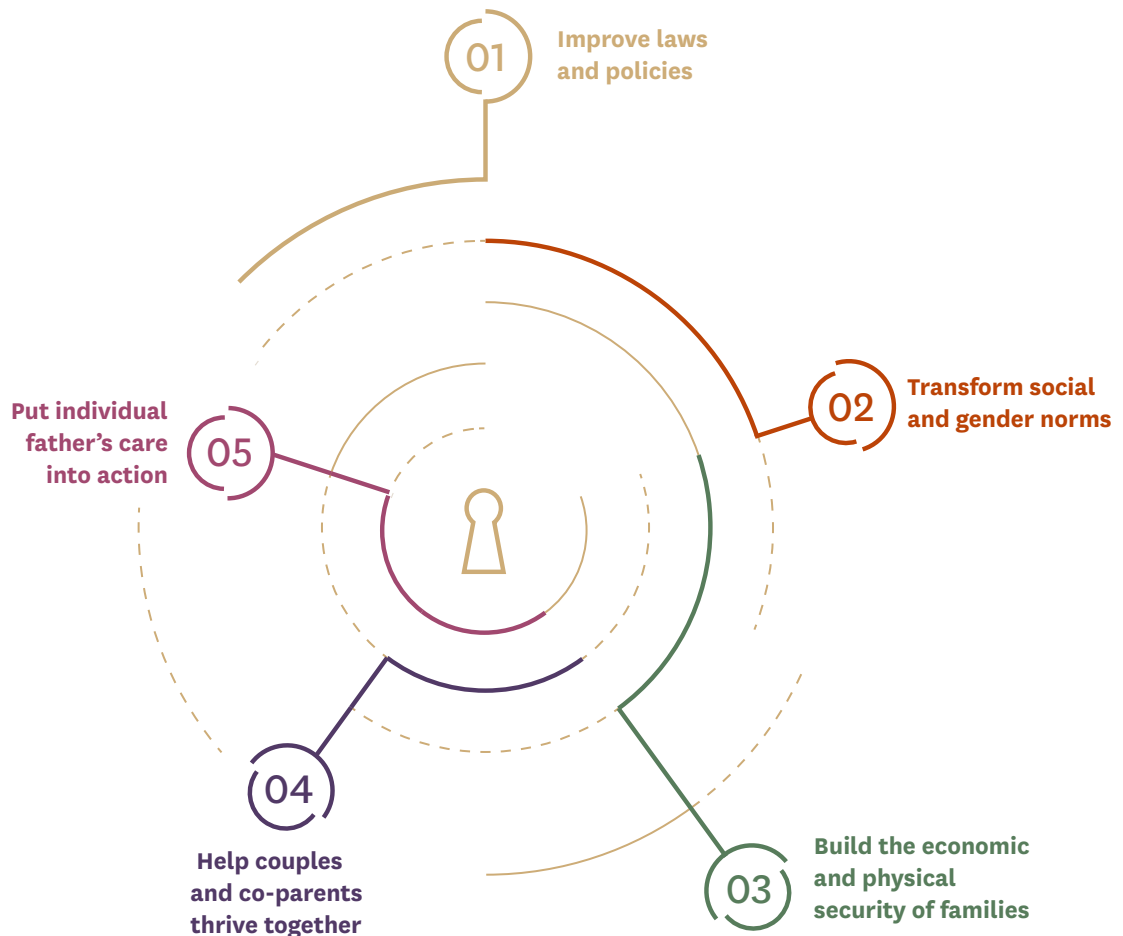 01
Improve laws
and policies
02
Transform social
and gender norms
Put individual
father’s care
into action
05
04
Help couples
and co-parents
thrive together
03
Build the economic
and physical
security of families